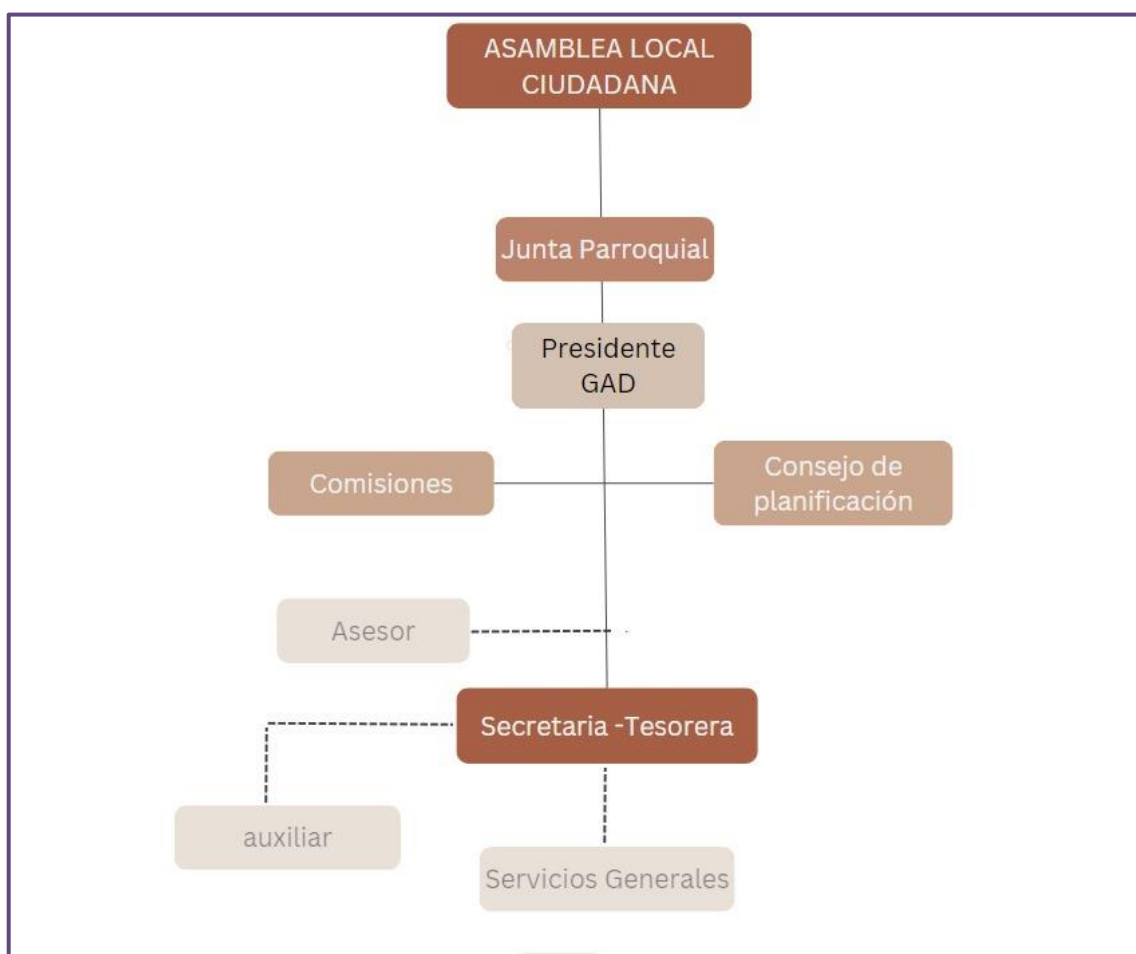 ASAMBLEA LOCAL
CIUDADANA
Junta Parroquial
Presidente
GAD
Comisiones
Consejo de
planificación
Asesor
Secretaria -Tesorera
auxiliar
Servicios Generales